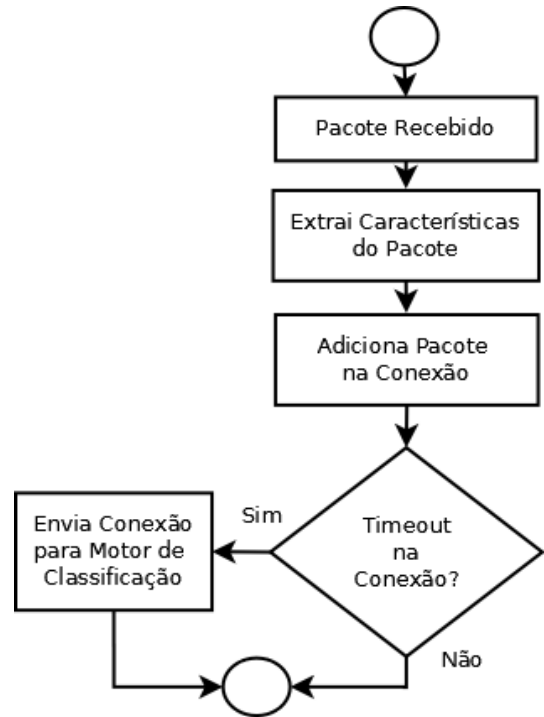 Pacote Recebido
Extrai Características
do Pacote
Adiciona Pacote
na Conexão
Timeout
na
Conexão?
Sim
Envia Conexão
para Motor de
Classificação
Não